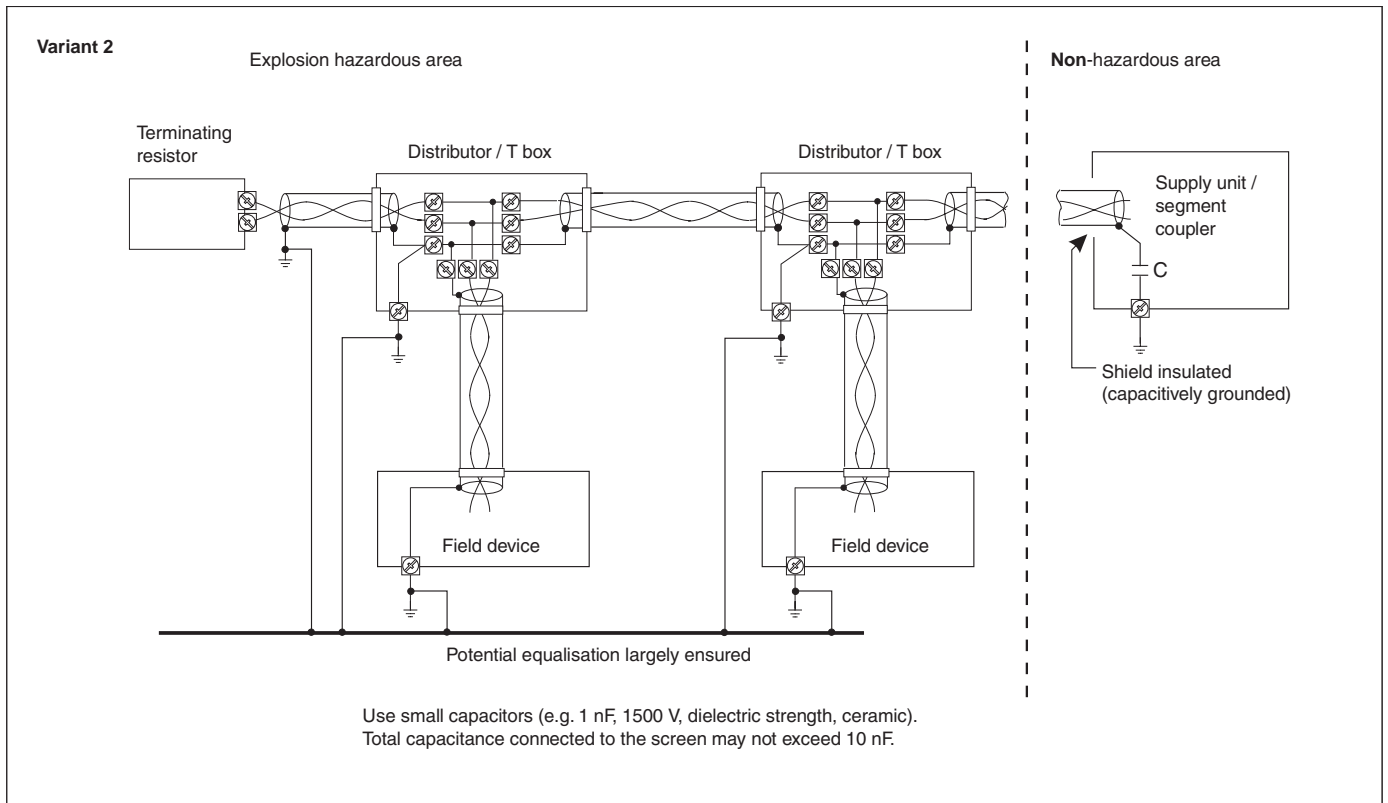 Variant 2
Explosion hazardous area
Non-hazardous area
Terminating
resistor
Distributor / T box
Distributor / T box
Supply unit /
segment
coupler
C
Shield insulated
(capacitively grounded)
Field device
Field device
Potential equalisation largely ensured
Use small capacitors (e.g. 1 nF, 1500 V, dielectric strength, ceramic).
Total capacitance connected to the screen may not exceed 10 nF.